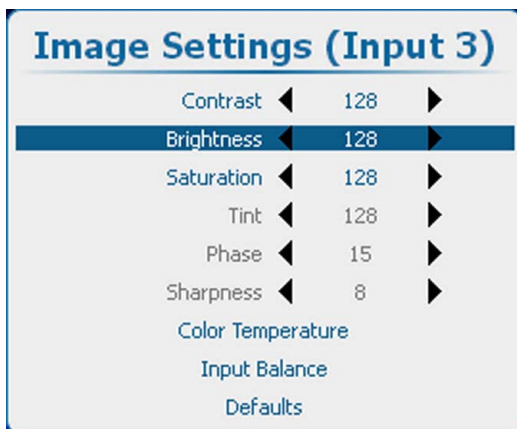 Image Settings (Input 3)
Contrast 128
Brightness 128
Saturation 128
Tint 128
Phase 15
Sharpness 8
Color Temperature
Input Balance
Defaults